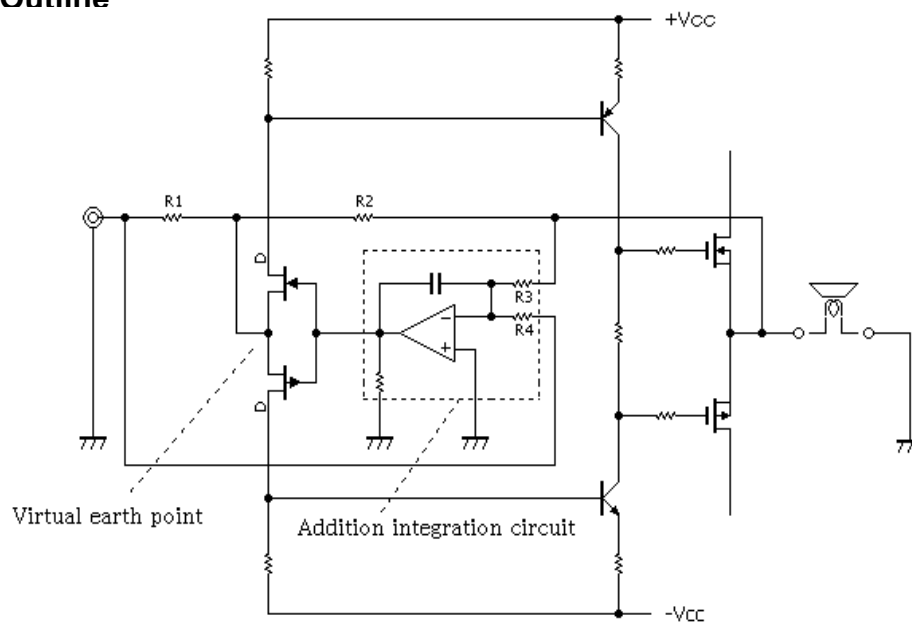 Outline
+Vcc
R1
R2
D
R3
R4
−
+
D
Virtual earth point
Addition integration circuit
-Vcc